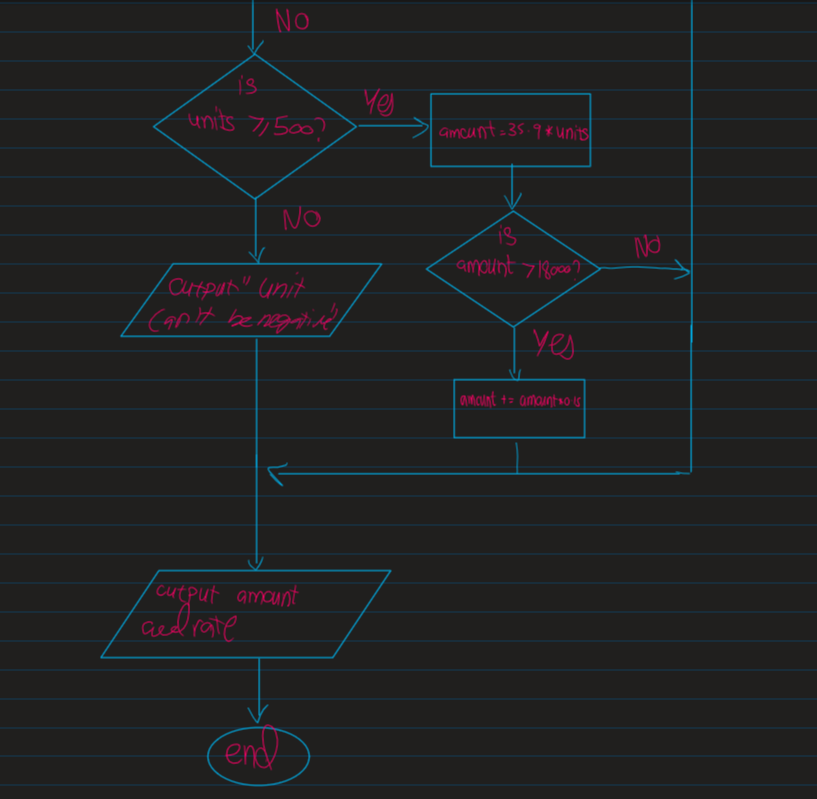 NO
is
units ≥ 500?
Yes
amount = 35.9 * units
is
amount > 18000?
No
NO
output " unit
can't be negative"
Yes
amount += amount*0.15
output amount
and rate
end